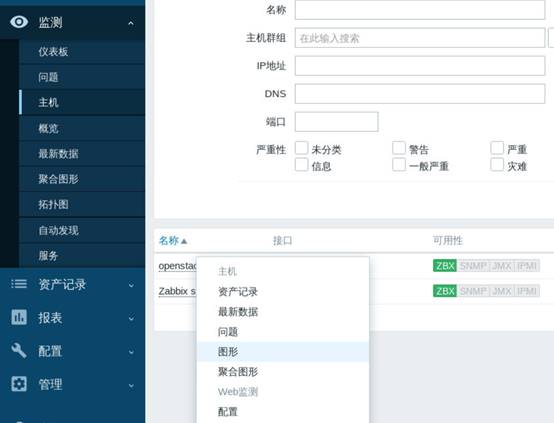 监测
仪表板
问题
主机
概览
最新数据
聚合图形
拓扑图
自动发现
服务
资产记录
报表
配置
管理
名称
主机群组 在此输入搜索
IP地址
DNS
端口
严重性 未分类 警告 严重
信息 一般严重 灾难
名称 接口 可用性
openstac ZBX SNMP JMX IPMI
Zabbix s ZBX SNMP JMX IPMI
主机
资产记录
最新数据
问题
图形
聚合图形
Web监测
配置